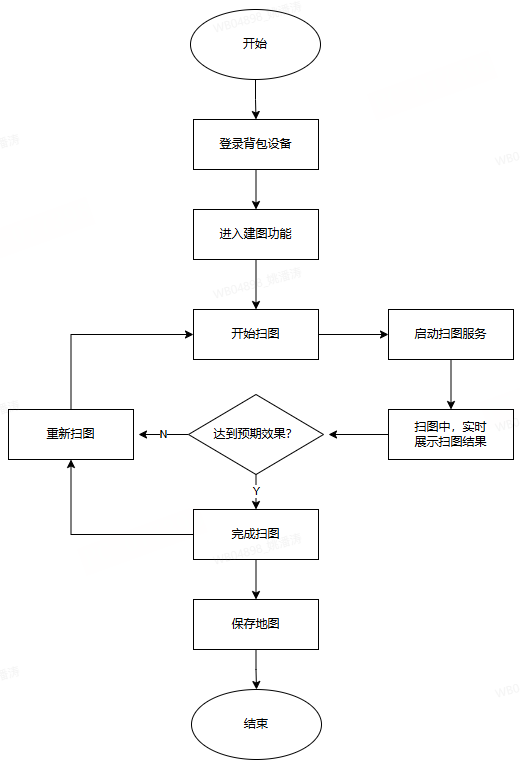 开始
登录背包设备
进入建图功能
开始扫图
启动扫图服务
重新扫图
N
达到预期效果?
扫图中，实时
展示扫图结果
Y
完成扫图
保存地图
结束